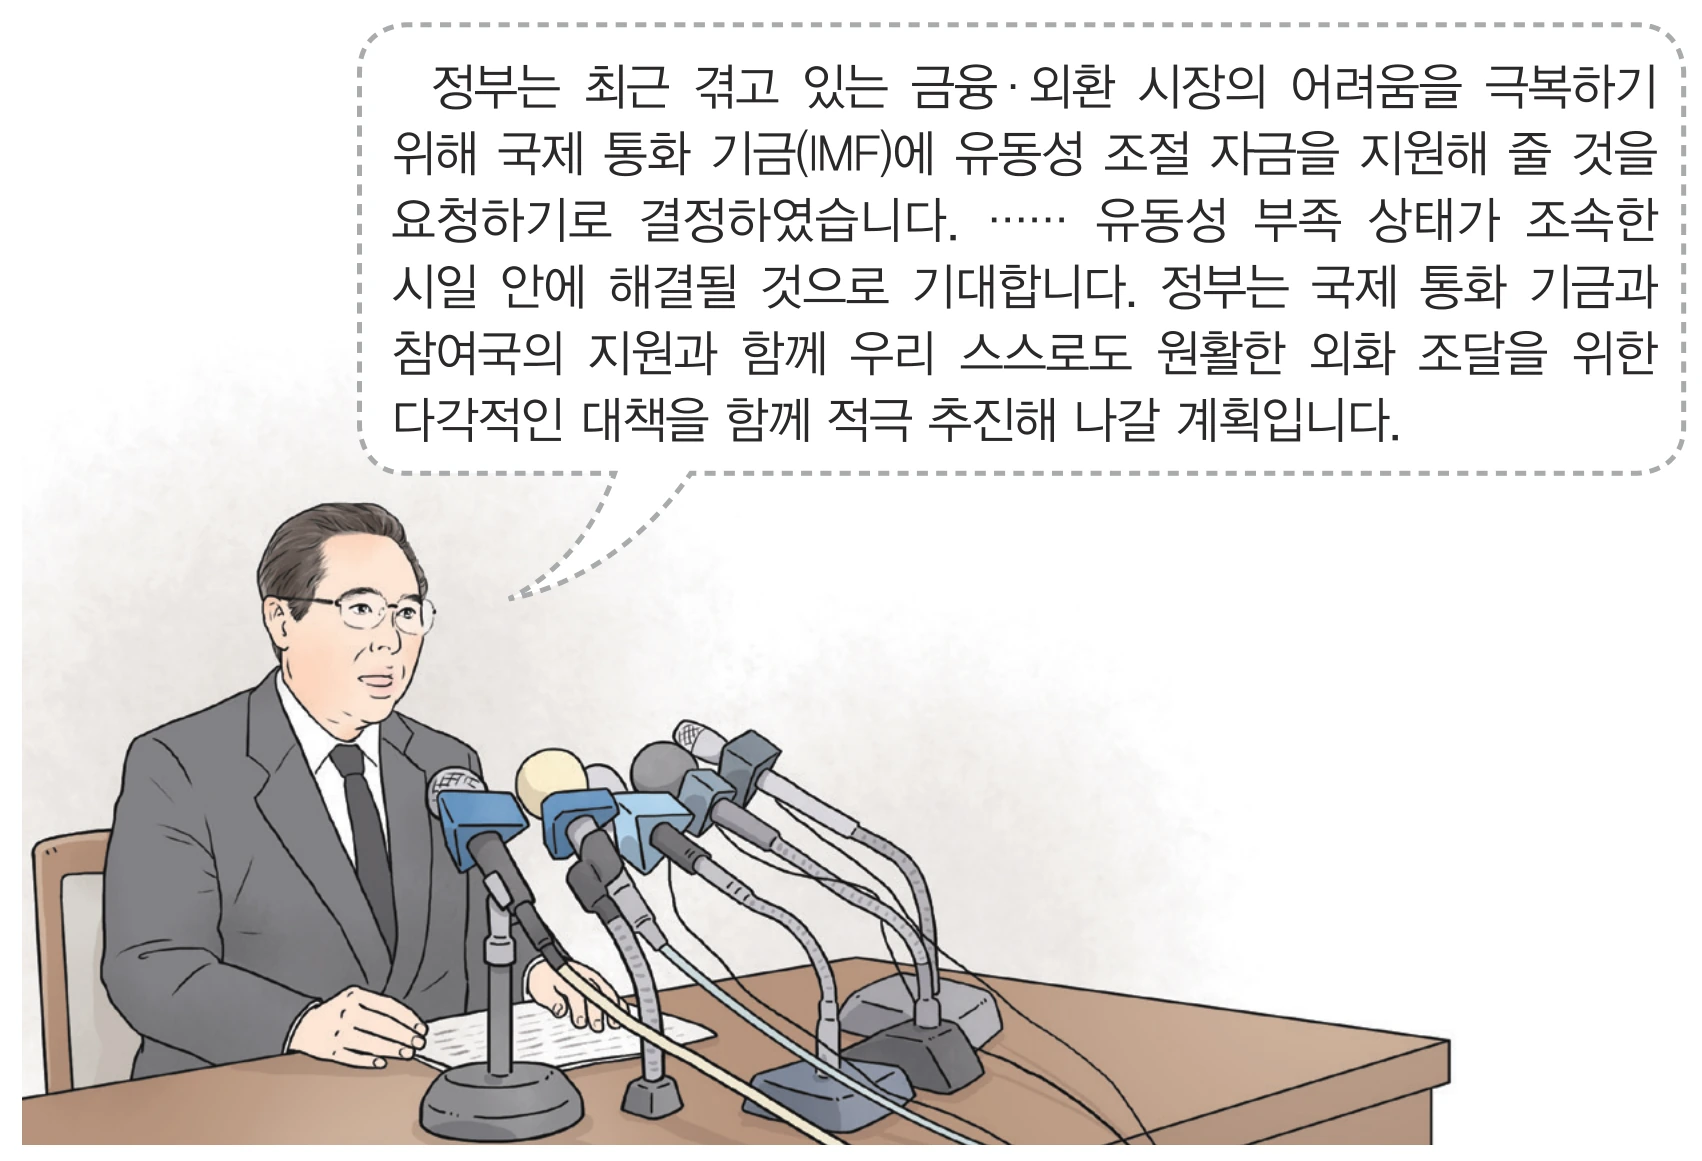 정부는 최근 겪고 있는 금융·외환 시장의 어려움을 극복하기
위해 국제 통화 기금(IMF)에 유동성 조절 자금을 지원해 줄 것을
요청하기로 결정하였습니다. …… 유동성 부족 상태가 조속한
시일 안에 해결될 것으로 기대합니다. 정부는 국제 통화 기금과
참여국의 지원과 함께 우리 스스로도 원활한 외화 조달을 위한
다각적인 대책을 함께 적극 추진해 나갈 계획입니다.